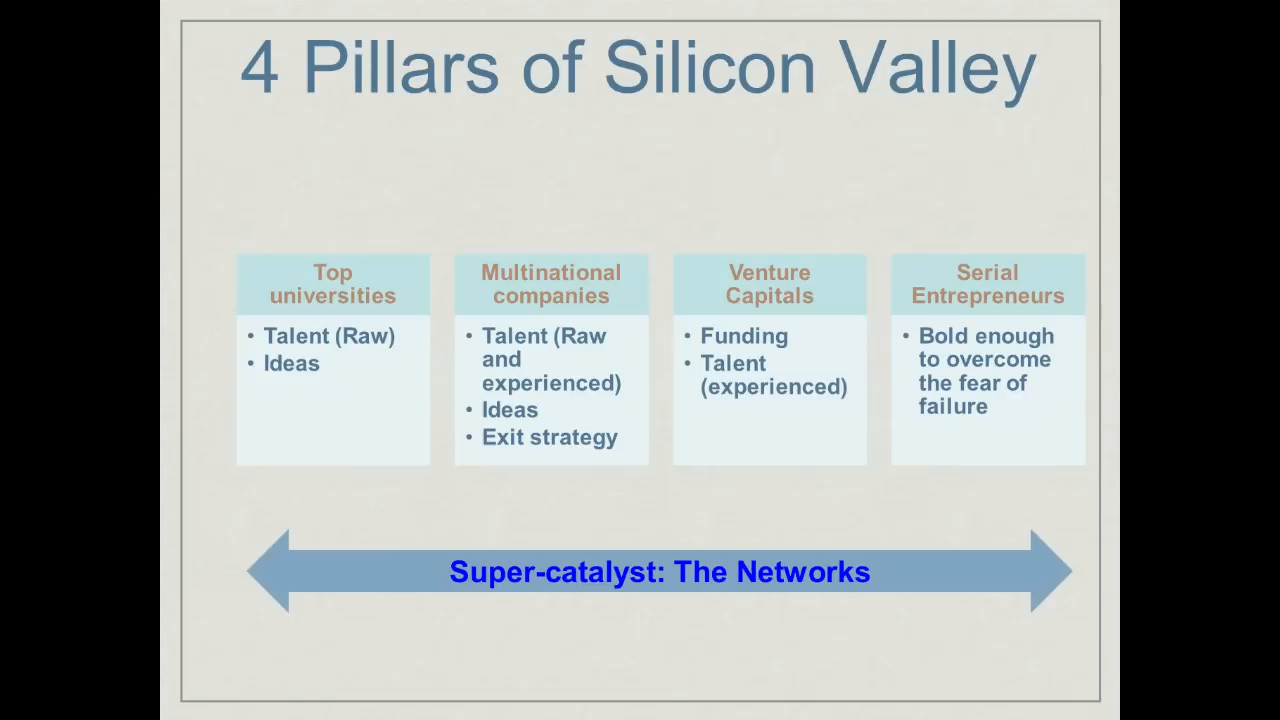 4 Pillars of Silicon Valley
Top
universities
• Talent (Raw)
• Ideas
Multinational
companies
• Talent (Raw
and
experienced)
• Ideas
• Exit strategy
Venture
Capitals
• Funding
• Talent
(experienced)
Serial
Entrepreneurs
• Bold enough
to overcome
the fear of
failure
Super-catalyst: The Networks